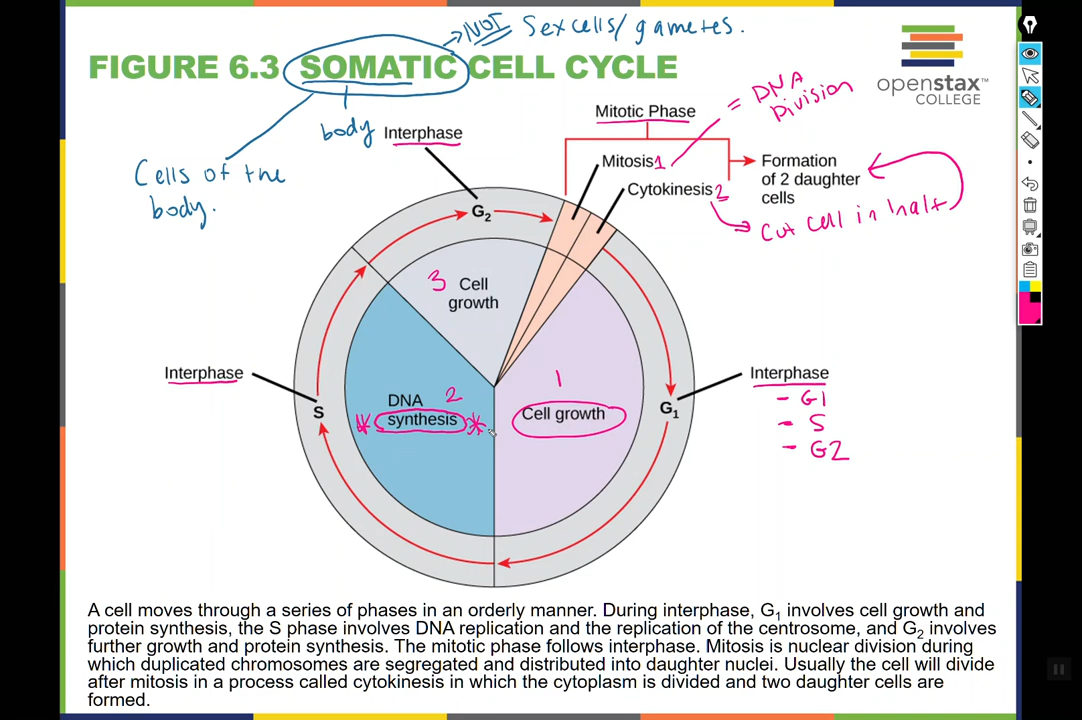 → NOT Sex cells/gametes.
FIGURE 6.3 SOMATIC CELL CYCLE
openstax™
COLLEGE
= DNA
Division
Mitotic Phase
body
Interphase
Mitosis 1
Formation
of 2 daughter
cells
Cytokinesis 2
Cut cell in half
Cells of the
body.
G₂
3 Cell
growth
Interphase
S
DNA 2
* synthesis *
1
Cell growth
G₁
Interphase
- G1
- S
- G2
A cell moves through a series of phases in an orderly manner. During interphase, G₁ involves cell growth and
protein synthesis, the S phase involves DNA replication and the replication of the centrosome, and G₂ involves
further growth and protein synthesis. The mitotic phase follows interphase. Mitosis is nuclear division during
which duplicated chromosomes are segregated and distributed into daughter nuclei. Usually the cell will divide
after mitosis in a process called cytokinesis in which the cytoplasm is divided and two daughter cells are
formed.